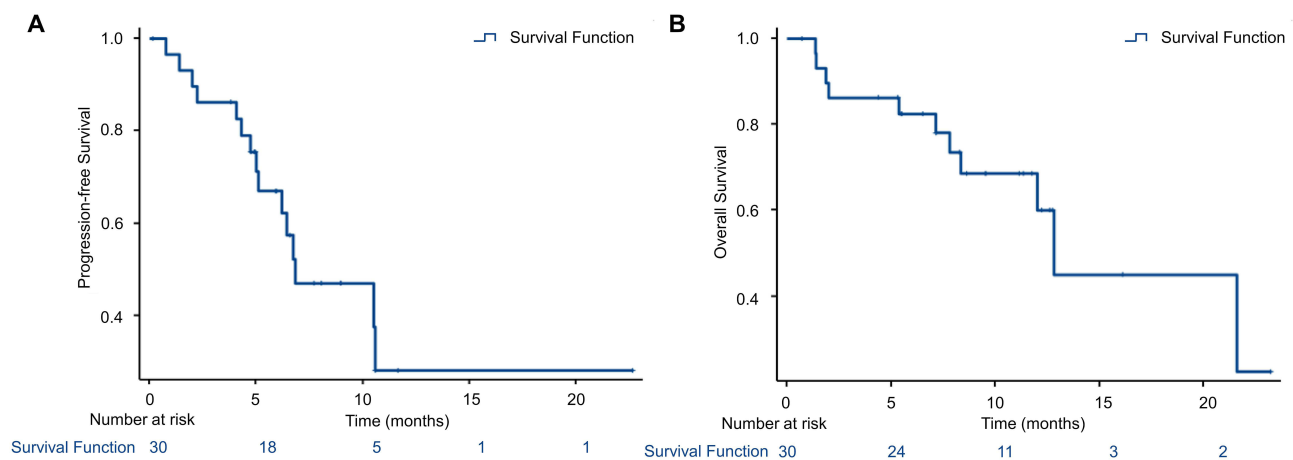 A
Survival Function
1.0
0.8
0.6
0.4
Progression-free Survival
0 5 10 15 20
Number at risk
Time (months)
Survival Function 30 18 5 1 1
B
Survival Function
1.0
0.8
0.6
0.4
Overall Survival
0 5 10 15 20
Number at risk
Time (months)
Survival Function 30 24 11 3 2